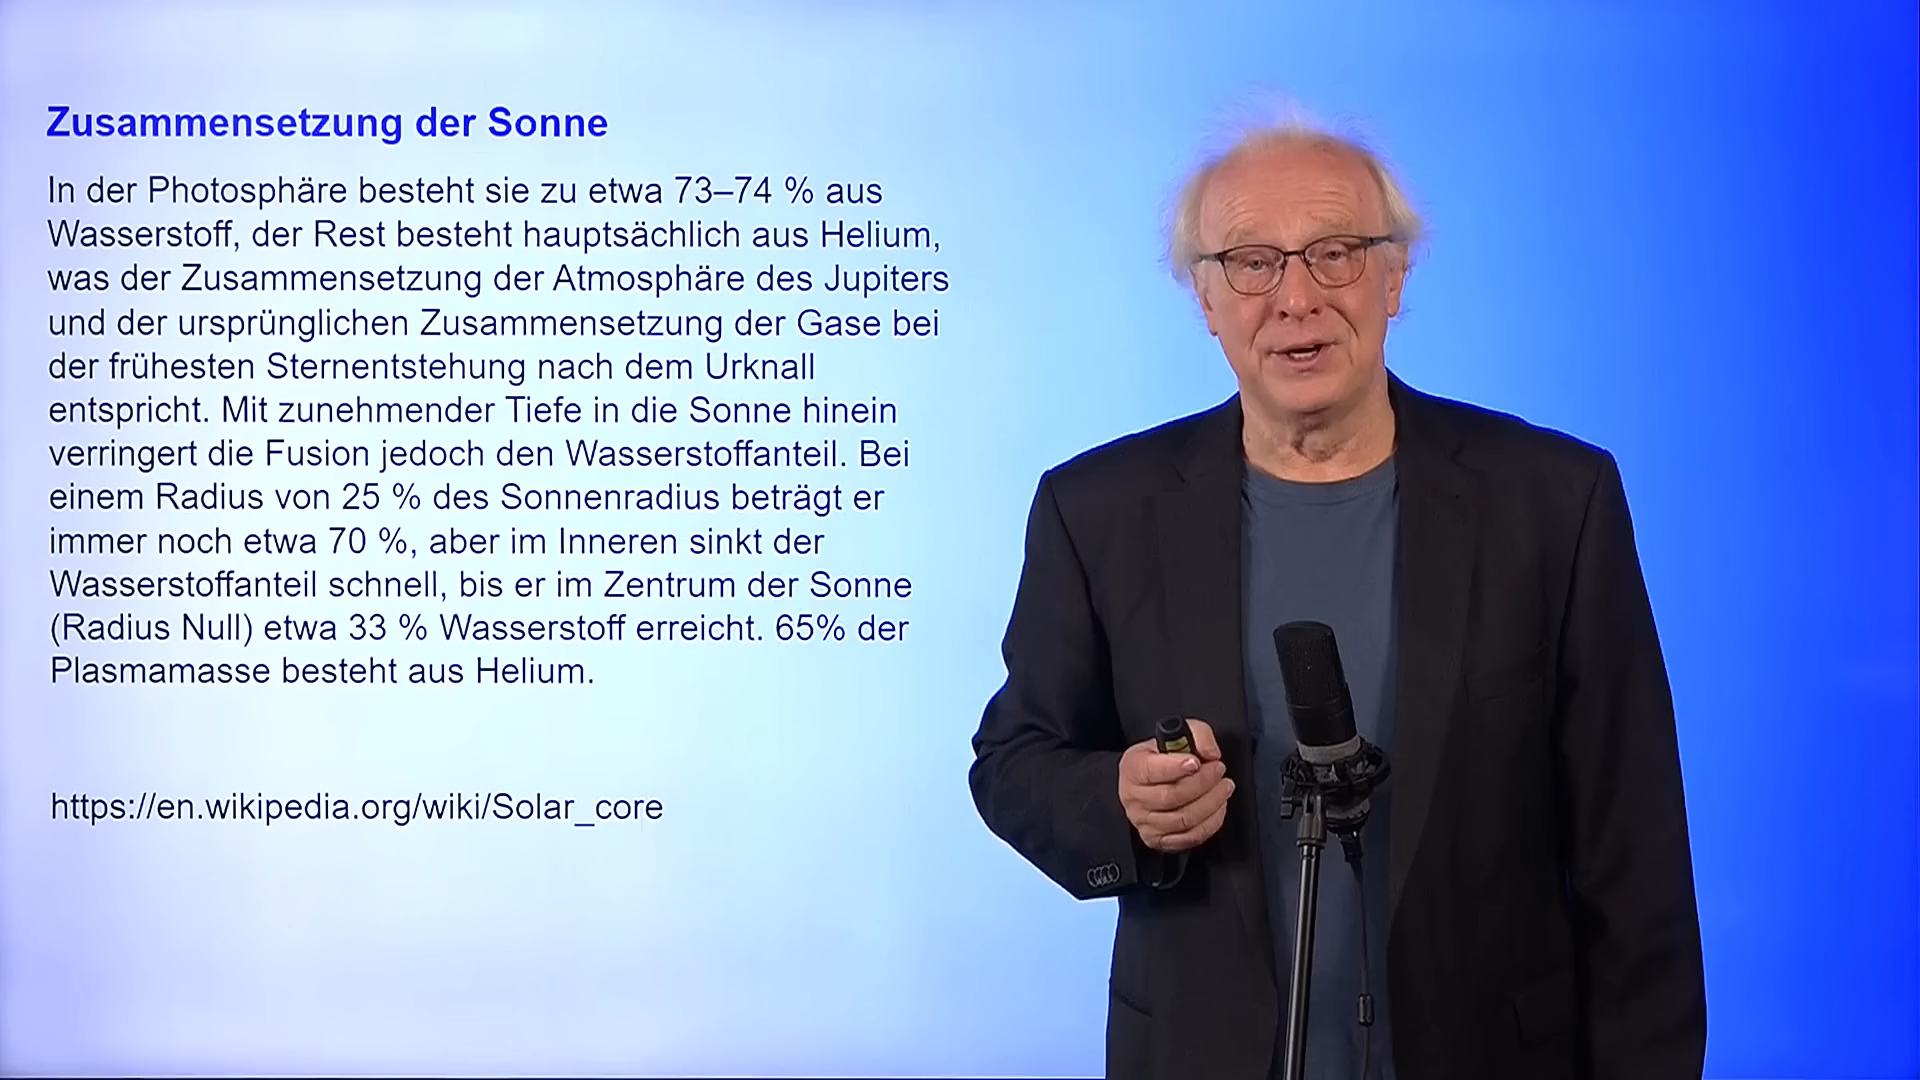 Zusammensetzung der Sonne
In der Photosphäre besteht sie zu etwa 73–74 % aus
Wasserstoff, der Rest besteht hauptsächlich aus Helium,
was der Zusammensetzung der Atmosphäre des Jupiters
und der ursprünglichen Zusammensetzung der Gase bei
der frühesten Sternentstehung nach dem Urknall
entspricht. Mit zunehmender Tiefe in die Sonne hinein
verringert die Fusion jedoch den Wasserstoffanteil. Bei
einem Radius von 25 % des Sonnenradius beträgt er
immer noch etwa 70 %, aber im Inneren sinkt der
Wasserstoffanteil schnell, bis er im Zentrum der Sonne
(Radius Null) etwa 33 % Wasserstoff erreicht. 65% der
Plasmamasse besteht aus Helium.
https://en.wikipedia.org/wiki/Solar_core